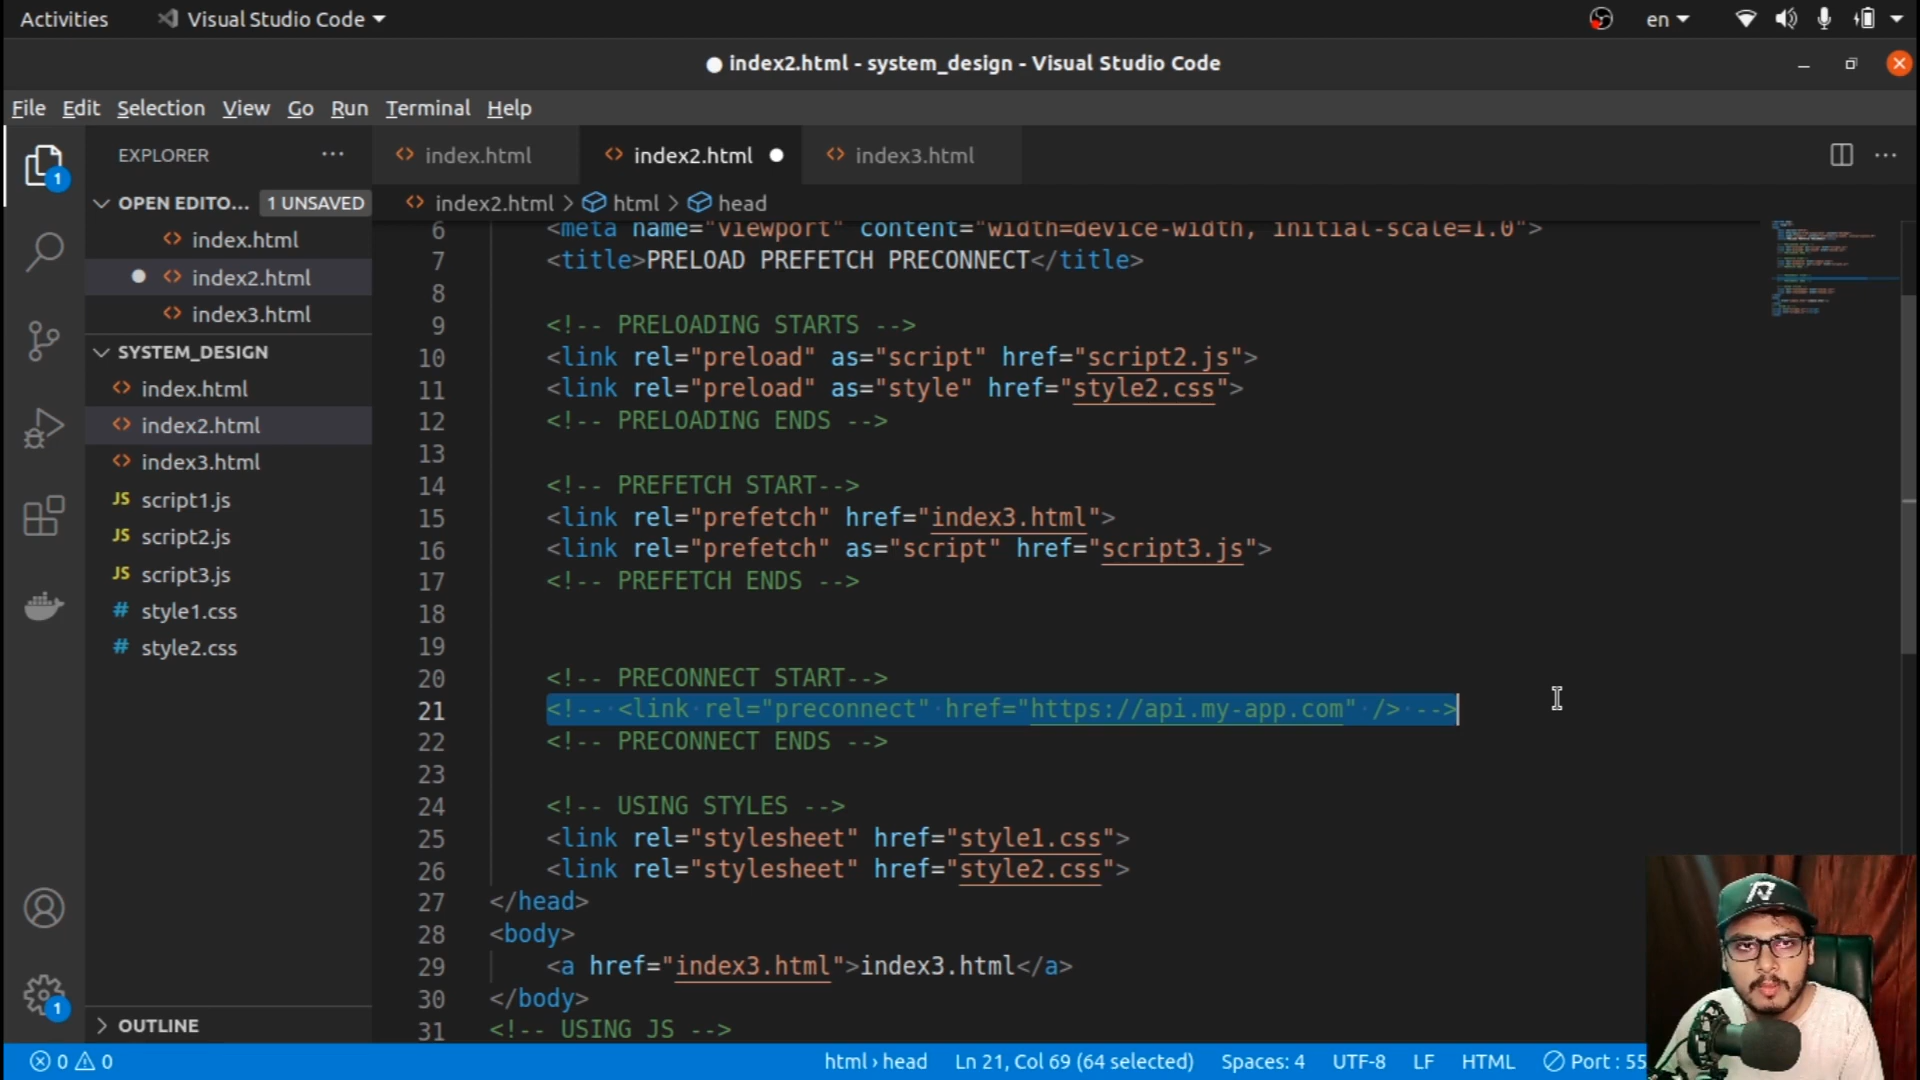 Activities Visual Studio Code en
index2.html - system_design - Visual Studio Code
File Edit Selection View Go Run Terminal Help
EXPLORER
index.html index2.html index3.html
OPEN EDITO... 1 UNSAVED
index2.html > html > head
index.html
index2.html
index3.html
SYSTEM_DESIGN
index.html
index2.html
index3.html
JS script1.js
JS script2.js
JS script3.js
# style1.css
# style2.css
OUTLINE
6 <meta name="viewport" content="width=device-width, initial-scale=1.0">
7 <title>PRELOAD PREFETCH PRECONNECT</title>
8
9 <!-- PRELOADING STARTS -->
10 <link rel="preload" as="script" href="script2.js">
11 <link rel="preload" as="style" href="style2.css">
12 <!-- PRELOADING ENDS -->
13
14 <!-- PREFETCH START-->
15 <link rel="prefetch" href="index3.html">
16 <link rel="prefetch" as="script" href="script3.js">
17 <!-- PREFETCH ENDS -->
18
19
20 <!-- PRECONNECT START-->
21 <!-- <link rel="preconnect" href="https://api.my-app.com" /> -->
22 <!-- PRECONNECT ENDS -->
23
24 <!-- USING STYLES -->
25 <link rel="stylesheet" href="style1.css">
26 <link rel="stylesheet" href="style2.css">
27 </head>
28 <body>
29 <a href="index3.html">index3.html</a>
30 </body>
31 <!-- USING JS -->
1
1
0 0 html › head Ln 21, Col 69 (64 selected) Spaces: 4 UTF-8 LF HTML Port : 55